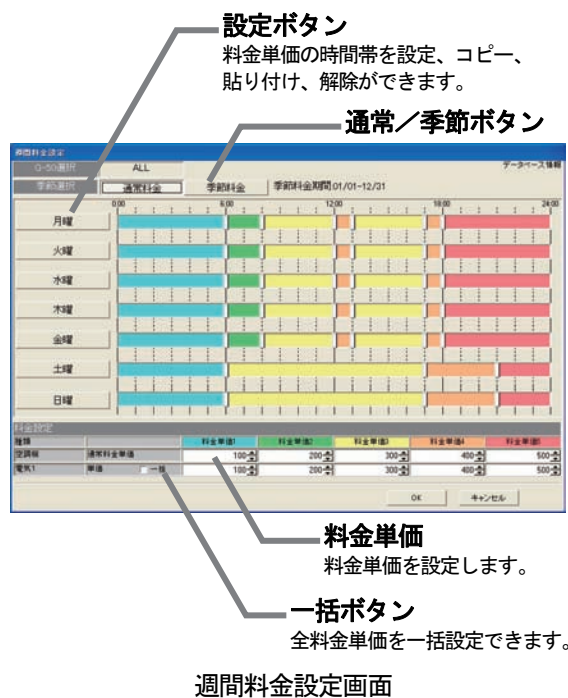 設定ボタン
料金単価の時間帯を設定、コピー、
貼り付け、解除ができます。
通常／季節ボタン
週間料金設定
G-50選択 ALL データベース情報
季節選択 通常料金 季節料金 季節料金期間:01/01-12/31
0:00 6:00 12:00 18:00 24:00
月曜
火曜
水曜
木曜
金曜
土曜
日曜
料金設定
種類 料金単価1 料金単価2 料金単価3 料金単価4 料金単価5
空調機 通常料金単価 100 200 300 400 500
電気1 単価 一括 100 200 300 400 500
OK キャンセル
料金単価
料金単価を設定します。
一括ボタン
全料金単価を一括設定できます。
週間料金設定画面